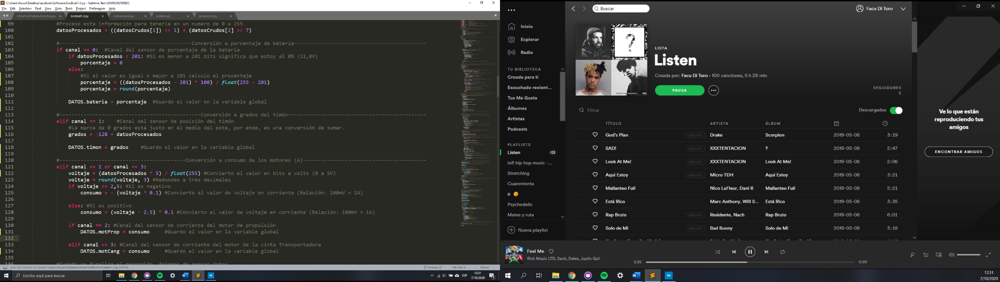 C:\Users\facud\Desktop\ecoboat\Software\EcoBoat1.0.py - Sublime Text (UNREGISTERED)
File Edit Selection Find View Goto Tools Project Preferences Help
EstructuraPilotoAutomatico.py EcoBoat1.0.py RedNeuronal.py motores.py sensoresUS.py
99 #Proceso esta información para tenerla en un numero de 0 a 255
100 datosProcesados = ((datosCrudos[1]) << 1) + (datosCrudos[2] >> 7)
101
102 #--------------------------------------------Conversión a porcentaje de batería--------------------------------------------
103 if canal == 0: #Canal del sensor de porcentaje de la batería
104 if datosProcesados < 201: #Si es menor a 201 bits significa que estoy al 0% (11,8V)
105 porcentaje = 0
106 else:
107 #Si el valor es igual o mayor a 201 calculo el procentaje
108 porcentaje = ((datosProcesados - 201) * 100) / float(255 - 201)
109 porcentaje = round(porcentaje)
110
111 DATOS.bateria = porcentaje #Guardo el valor en la variable global
112
113 #-----------------------------------------------Conversión a grados del timón----------------------------------------------
114 elif canal == 1: #Canal del sensor de posición del timón
115 #La marca de 0 grados está justo en el medio del pote, por ende, es una conversión de sumar.
116 grados = -128 + datosProcesados
117
118 DATOS.timon = grados #Guardo el valor en la variable global
119
120 #------------------------------------------Conversión a consumo de los motores (A)-----------------------------------------
121 elif canal == 2 or canal == 3:
122 voltaje = (datosProcesados * 5) / float(255) #Convierto el valor en bits a volts (0 a 5V)
123 voltaje = round(voltaje, 3) #Redondeo a tres decimales
124 if voltaje <= 2,5: #Si es negativo
125 consumo = - (voltaje * 0.1) #Convierto el valor de voltaje en corriente (Relación: 100mV = 1A)
126
127 else: #Si es positivo
128 consumo = (voltaje - 2.5) * 0.1 #Convierto el valor de voltaje en corriente (Relación: 100mV = 1A)
129
130 if canal == 2: #Canal del sensor de corriente del motor de propulsión
131 DATOS.motProp = consumo #Guardo el valor en la variable global
132
133 elif canal == 3: #Canal del sensor de corriente del motor de la cinta Transportadora
134 DATOS.motCang = consumo #Guardo el valor en la variable global
135
136 #Cuando se finaliza el recorrido, dejamos de sensar datos
Line 132, Column 21; Saved C:\Users\facud\Desktop\ecoboat\Software\EcoBoat1.0.py (UTF-8) develop 4 Tab Size: 4 Python
Escribe aquí para buscar ESP 13:31
7/10/2020 1
Buscar Facu Di Toro
Inicio
Explorar
Radio
TU BIBLIOTECA
Creada para ti
Escuchado recient...
Tus Me Gusta
Álbumes
Artistas
Podcasts
PLAYLISTS
Listen
lofi hip hop music -...
Stretching
Cuarentonta
o 🥰
Psychedelic
Mates y ruta
Nueva playlist
?
LISTA
Listen
Creada por: Facu Di Toro • 100 canciones, 5 h 28 min
PAUSA
SEGUIDORES
2
Filtrar Descargados
TÍTULO ARTISTA ÁLBUM
God's Plan EXPLICIT Drake Scorpion 2019-05-08 3:19
SAD! EXPLICIT XXXTENTACION ? 2019-05-08 2:47
Look At Me! EXPLICIT XXXTENTACION Look At Me! 2019-05-08 2:06
Aqui Estoy EXPLICIT Micro TDH Aqui Estoy 2019-05-08 3:21
Malianteo Full Nico LaFleur, Dani R Malianteo Full 2019-05-08 2:21
Está Rico Marc Anthony, Will S... Está Rico 2019-05-08 3:35
Rap Bruto EXPLICIT Residente, Nach Rap Bruto 2019-05-08 6:01
Solo de Mi EXPLICIT Bad Bunny Solo de Mi 2019-05-08 3:18
Ve lo que están
reproduciendo tus
amigos
ENCONTRAR AMIGOS
Feel Me
Rich Music LTD, Sech, Dalex, Justin Qui
2:25 5:00
13:31
7/10/2020